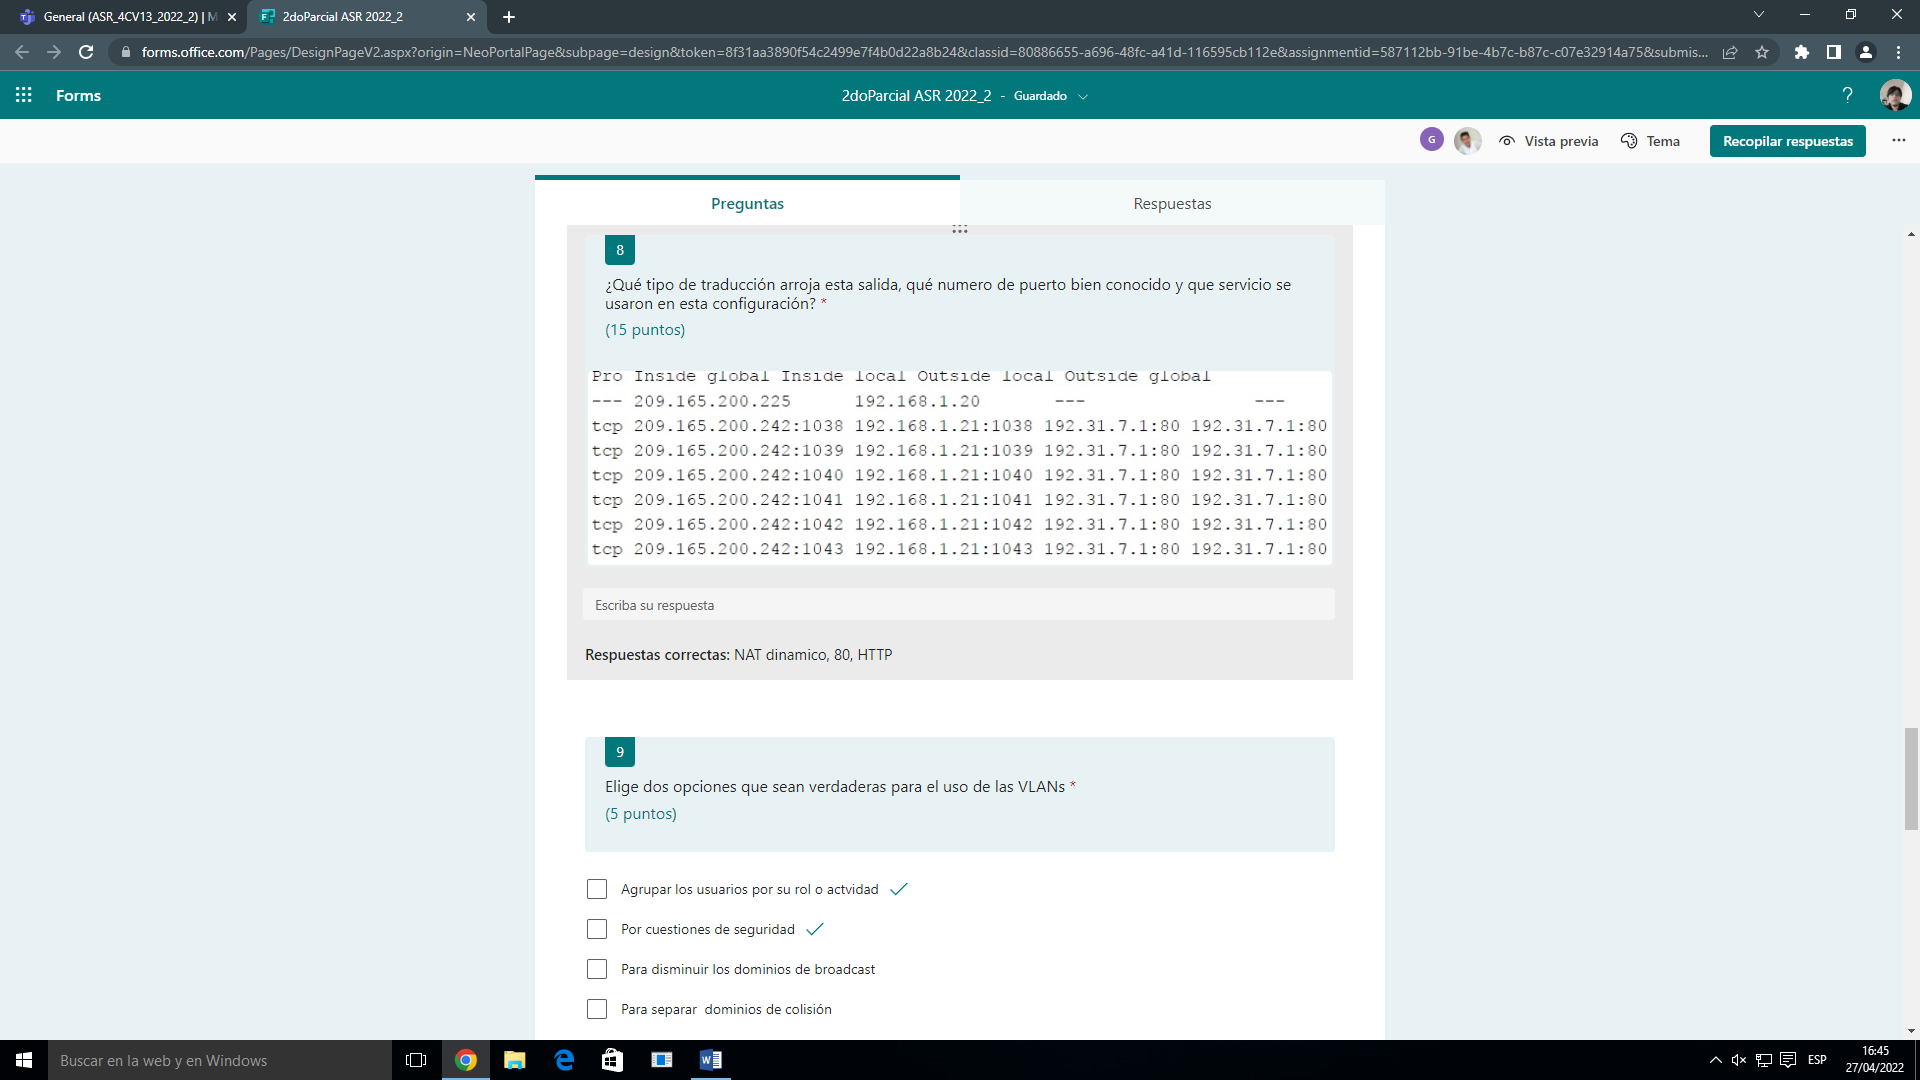 General (ASR_4CV13_2022_2) | M
2doParcial ASR 2022_2
forms.office.com/Pages/DesignPageV2.aspx?origin=NeoPortalPage&subpage=design&token=8f31aa3890f54c2499e7f4b0d22a8b24&classid=80886655-a696-48fc-a41d-116595cb112e&assignmentid=587112bb-91be-4b7c-b87c-c07e32914a75&submis...
Forms
2doParcial ASR 2022_2 - Guardado
?
G
Vista previa
Tema
Recopilar respuestas
Preguntas
Respuestas
8
¿Qué tipo de traducción arroja esta salida, qué numero de puerto bien conocido y que servicio se
usaron en esta configuración? *
(15 puntos)
Pro Inside global Inside local Outside local Outside global
--- 209.165.200.225 192.168.1.20 --- ---
tcp 209.165.200.242:1038 192.168.1.21:1038 192.31.7.1:80 192.31.7.1:80
tcp 209.165.200.242:1039 192.168.1.21:1039 192.31.7.1:80 192.31.7.1:80
tcp 209.165.200.242:1040 192.168.1.21:1040 192.31.7.1:80 192.31.7.1:80
tcp 209.165.200.242:1041 192.168.1.21:1041 192.31.7.1:80 192.31.7.1:80
tcp 209.165.200.242:1042 192.168.1.21:1042 192.31.7.1:80 192.31.7.1:80
tcp 209.165.200.242:1043 192.168.1.21:1043 192.31.7.1:80 192.31.7.1:80
Escriba su respuesta
Respuestas correctas: NAT dinamico, 80, HTTP
9
Elige dos opciones que sean verdaderas para el uso de las VLANs *
(5 puntos)
Agrupar los usuarios por su rol o actvidad
Por cuestiones de seguridad
Para disminuir los dominios de broadcast
Para separar  dominios de colisión
Buscar en la web y en Windows
ESP
16:45
27/04/2022